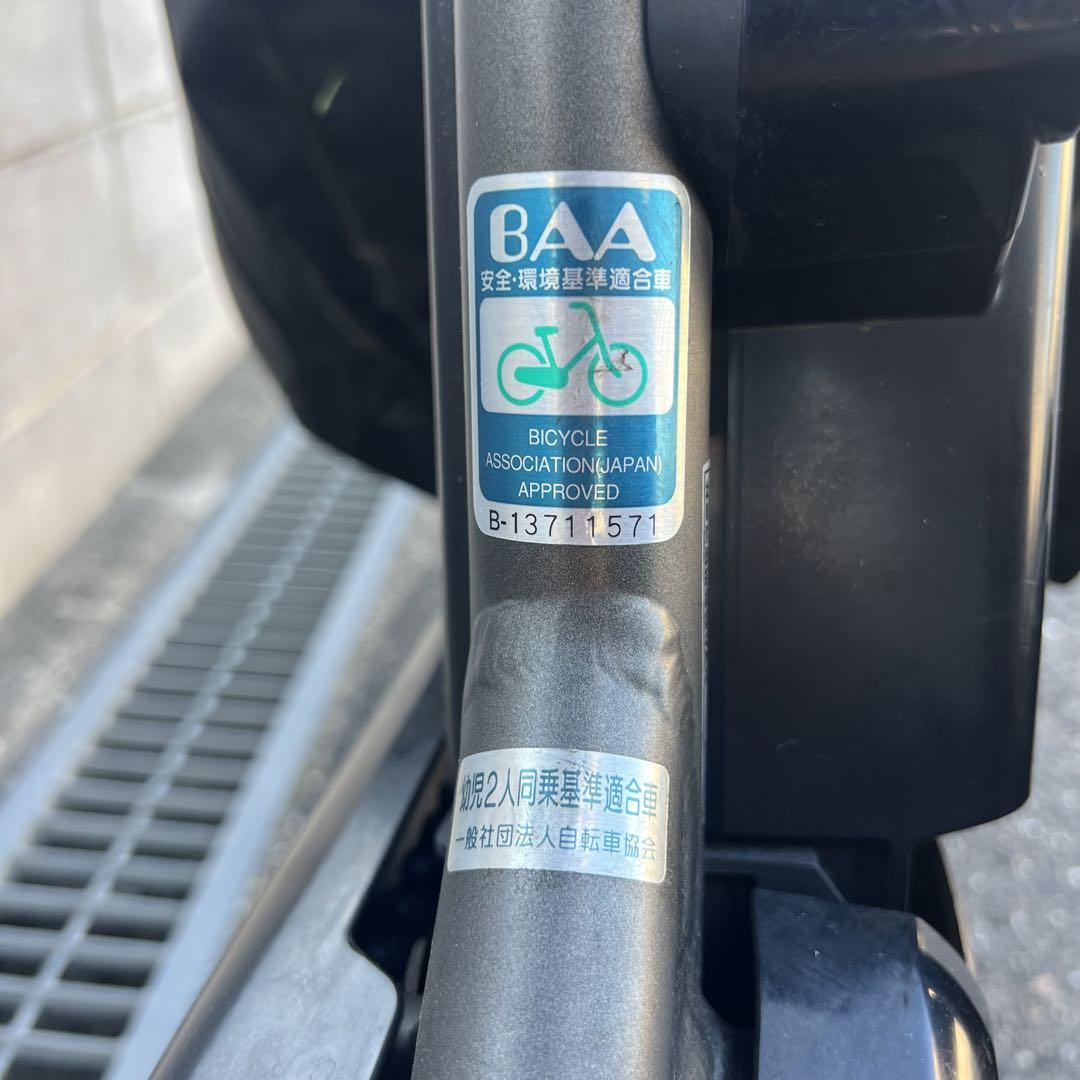 BAA
安全・環境基準適合車
BICYCLE
ASSOCIATION(JAPAN)
APPROVED
B-13711571
幼児2人同乗基準適合車
一般社団法人自転車協会